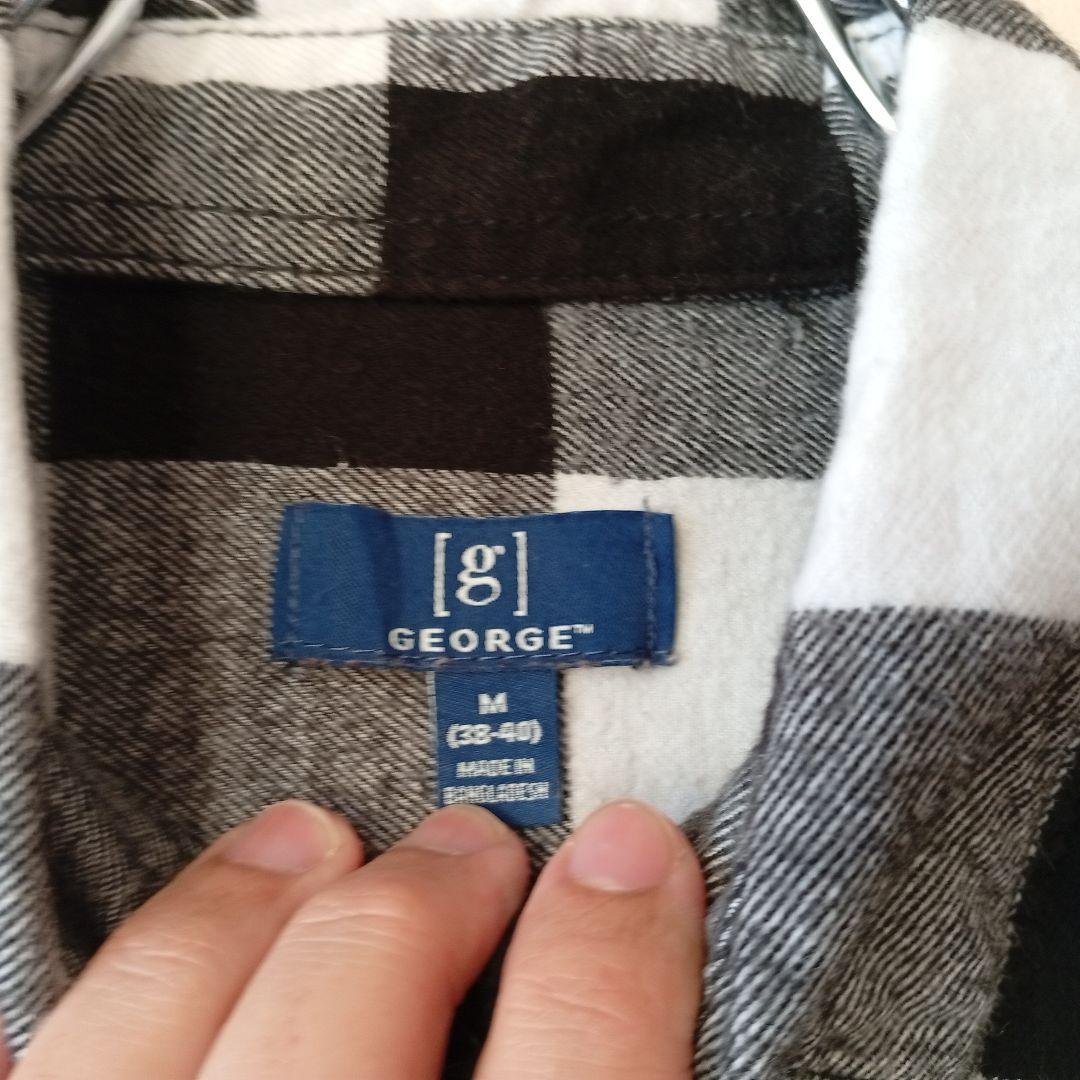 [g]
GEORGE™
M
(38-40)
MADE IN
BANGLADESH